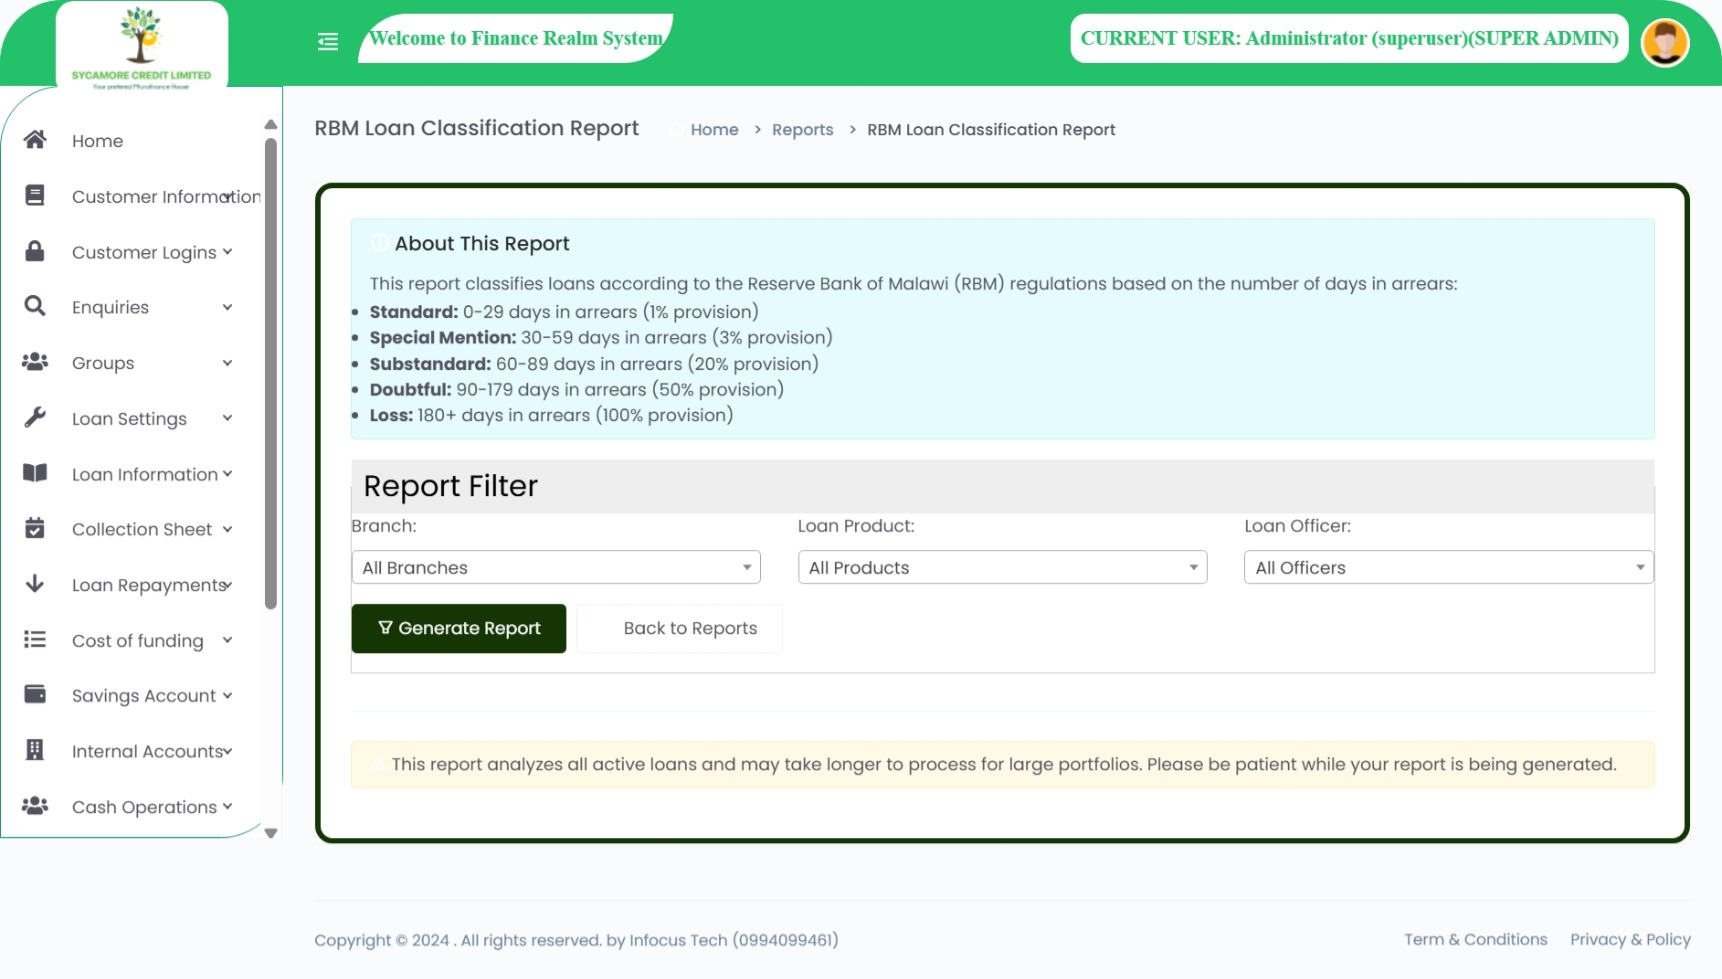 SYCAMORE CREDIT LIMITED
Your prefered Microfinance House
Welcome to Finance Realm System
CURRENT USER: Administrator (superuser)(SUPER ADMIN)
Home
Customer Information
Customer Logins
Enquiries
Groups
Loan Settings
Loan Information
Collection Sheet
Loan Repayments
Cost of funding
Savings Account
Internal Accounts
Cash Operations
RBM Loan Classification Report
Home > Reports > RBM Loan Classification Report
About This Report
This report classifies loans according to the Reserve Bank of Malawi (RBM) regulations based on the number of days in arrears:
• Standard: 0-29 days in arrears (1% provision)
• Special Mention: 30-59 days in arrears (3% provision)
• Substandard: 60-89 days in arrears (20% provision)
• Doubtful: 90-179 days in arrears (50% provision)
• Loss: 180+ days in arrears (100% provision)
Report Filter
Branch: Loan Product: Loan Officer:
All Branches All Products All Officers
Generate Report Back to Reports
This report analyzes all active loans and may take longer to process for large portfolios. Please be patient while your report is being generated.
Copyright © 2024 . All rights reserved. by Infocus Tech (0994099461)
Term & Conditions Privacy & Policy